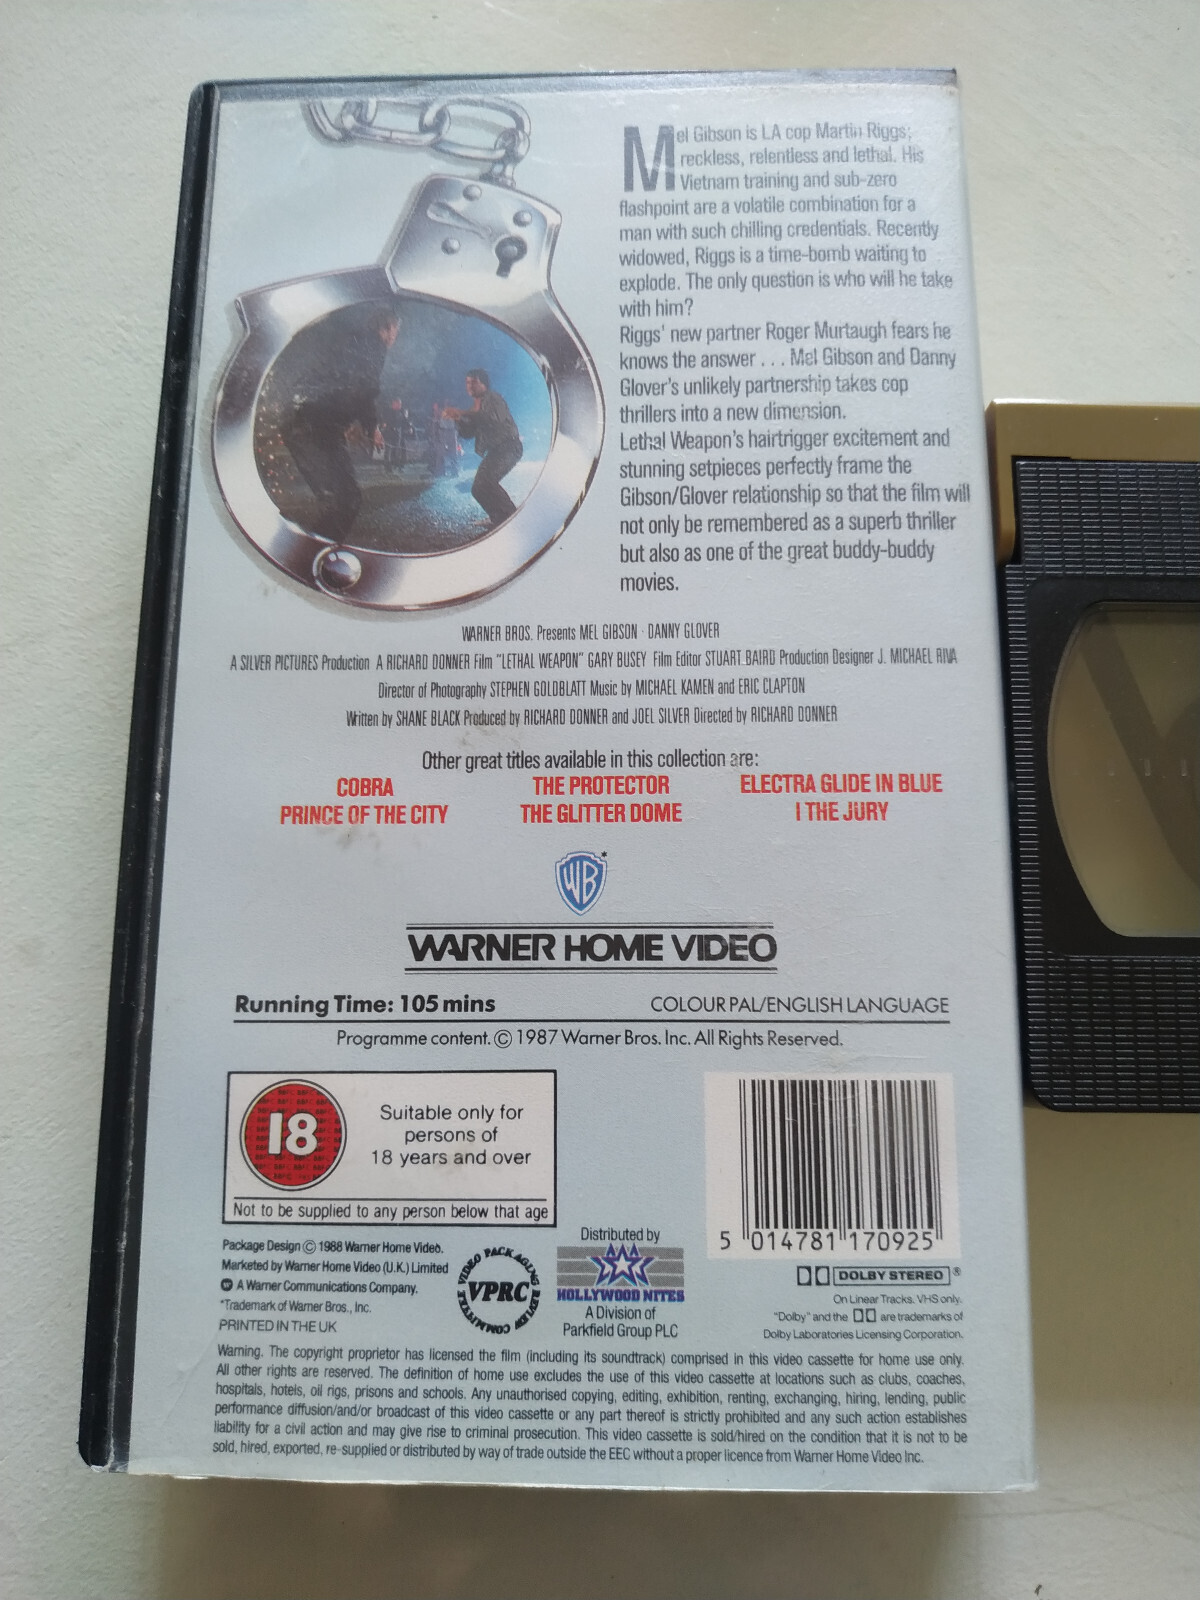 Mel Gibson is LA cop Martin Riggs;
reckless, relentless and lethal. His
Vietnam training and sub-zero
flashpoint are a volatile combination for a
man with such chilling credentials. Recently
widowed, Riggs is a time-bomb waiting to
explode. The only question is who will he take
with him?
Riggs' new partner Roger Murtaugh fears he
knows the answer . . . Mel Gibson and Danny
Glover's unlikely partnership takes cop
thrillers into a new dimension.
Lethal Weapon's hairtrigger excitement and
stunning setpieces perfectly frame the
Gibson/Glover relationship so that the film will
not only be remembered as a superb thriller
but also as one of the great buddy-buddy
movies.
WARNER BROS. Presents MEL GIBSON · DANNY GLOVER
A SILVER PICTURES Production A RICHARD DONNER Film "LETHAL WEAPON" GARY BUSEY Film Editor STUART BAIRD Production Designer J. MICHAEL RIVA
Director of Photography STEPHEN GOLDBLATT Music by MICHAEL KAMEN and ERIC CLAPTON
Written by SHANE BLACK Produced by RICHARD DONNER and JOEL SILVER Directed by RICHARD DONNER
Other great titles available in this collection are:
COBRA THE PROTECTOR ELECTRA GLIDE IN BLUE
PRINCE OF THE CITY THE GLITTER DOME I THE JURY
WB*
WARNER HOME VIDEO
Running Time: 105 mins COLOUR PAL/ENGLISH LANGUAGE
Programme content. © 1987 Warner Bros. Inc. All Rights Reserved.
18
Suitable only for
persons of
18 years and over
Not to be supplied to any person below that age
5 014781 170925
Package Design © 1988 Warner Home Video.
Marketed by Warner Home Video (U.K.) Limited
A Warner Communications Company.
*Trademark of Warner Bros., Inc.
PRINTED IN THE UK
VIDEO PACKAGING REVIEW COMMITTEE
VPRC
Distributed by
HOLLYWOOD NITES
A Division of
Parkfield Group PLC
DOLBY STEREO ®
On Linear Tracks. VHS only.
"Dolby" and the are trademarks of
Dolby Laboratories Licensing Corporation.
Warning. The copyright proprietor has licensed the film (including its soundtrack) comprised in this video cassette for home use only.
All other rights are reserved. The definition of home use excludes the use of this video cassette at locations such as clubs, coaches,
hospitals, hotels, oil rigs, prisons and schools. Any unauthorised copying, editing, exhibition, renting, exchanging, hiring, lending, public
performance diffusion/and/or broadcast of this video cassette or any part thereof is strictly prohibited and any such action establishes
liability for a civil action and may give rise to criminal prosecution. This video cassette is sold/hired on the condition that it is not to be
sold, hired, exported, re-supplied or distributed by way of trade outside the EEC without a proper licence from Warner Home Video Inc.